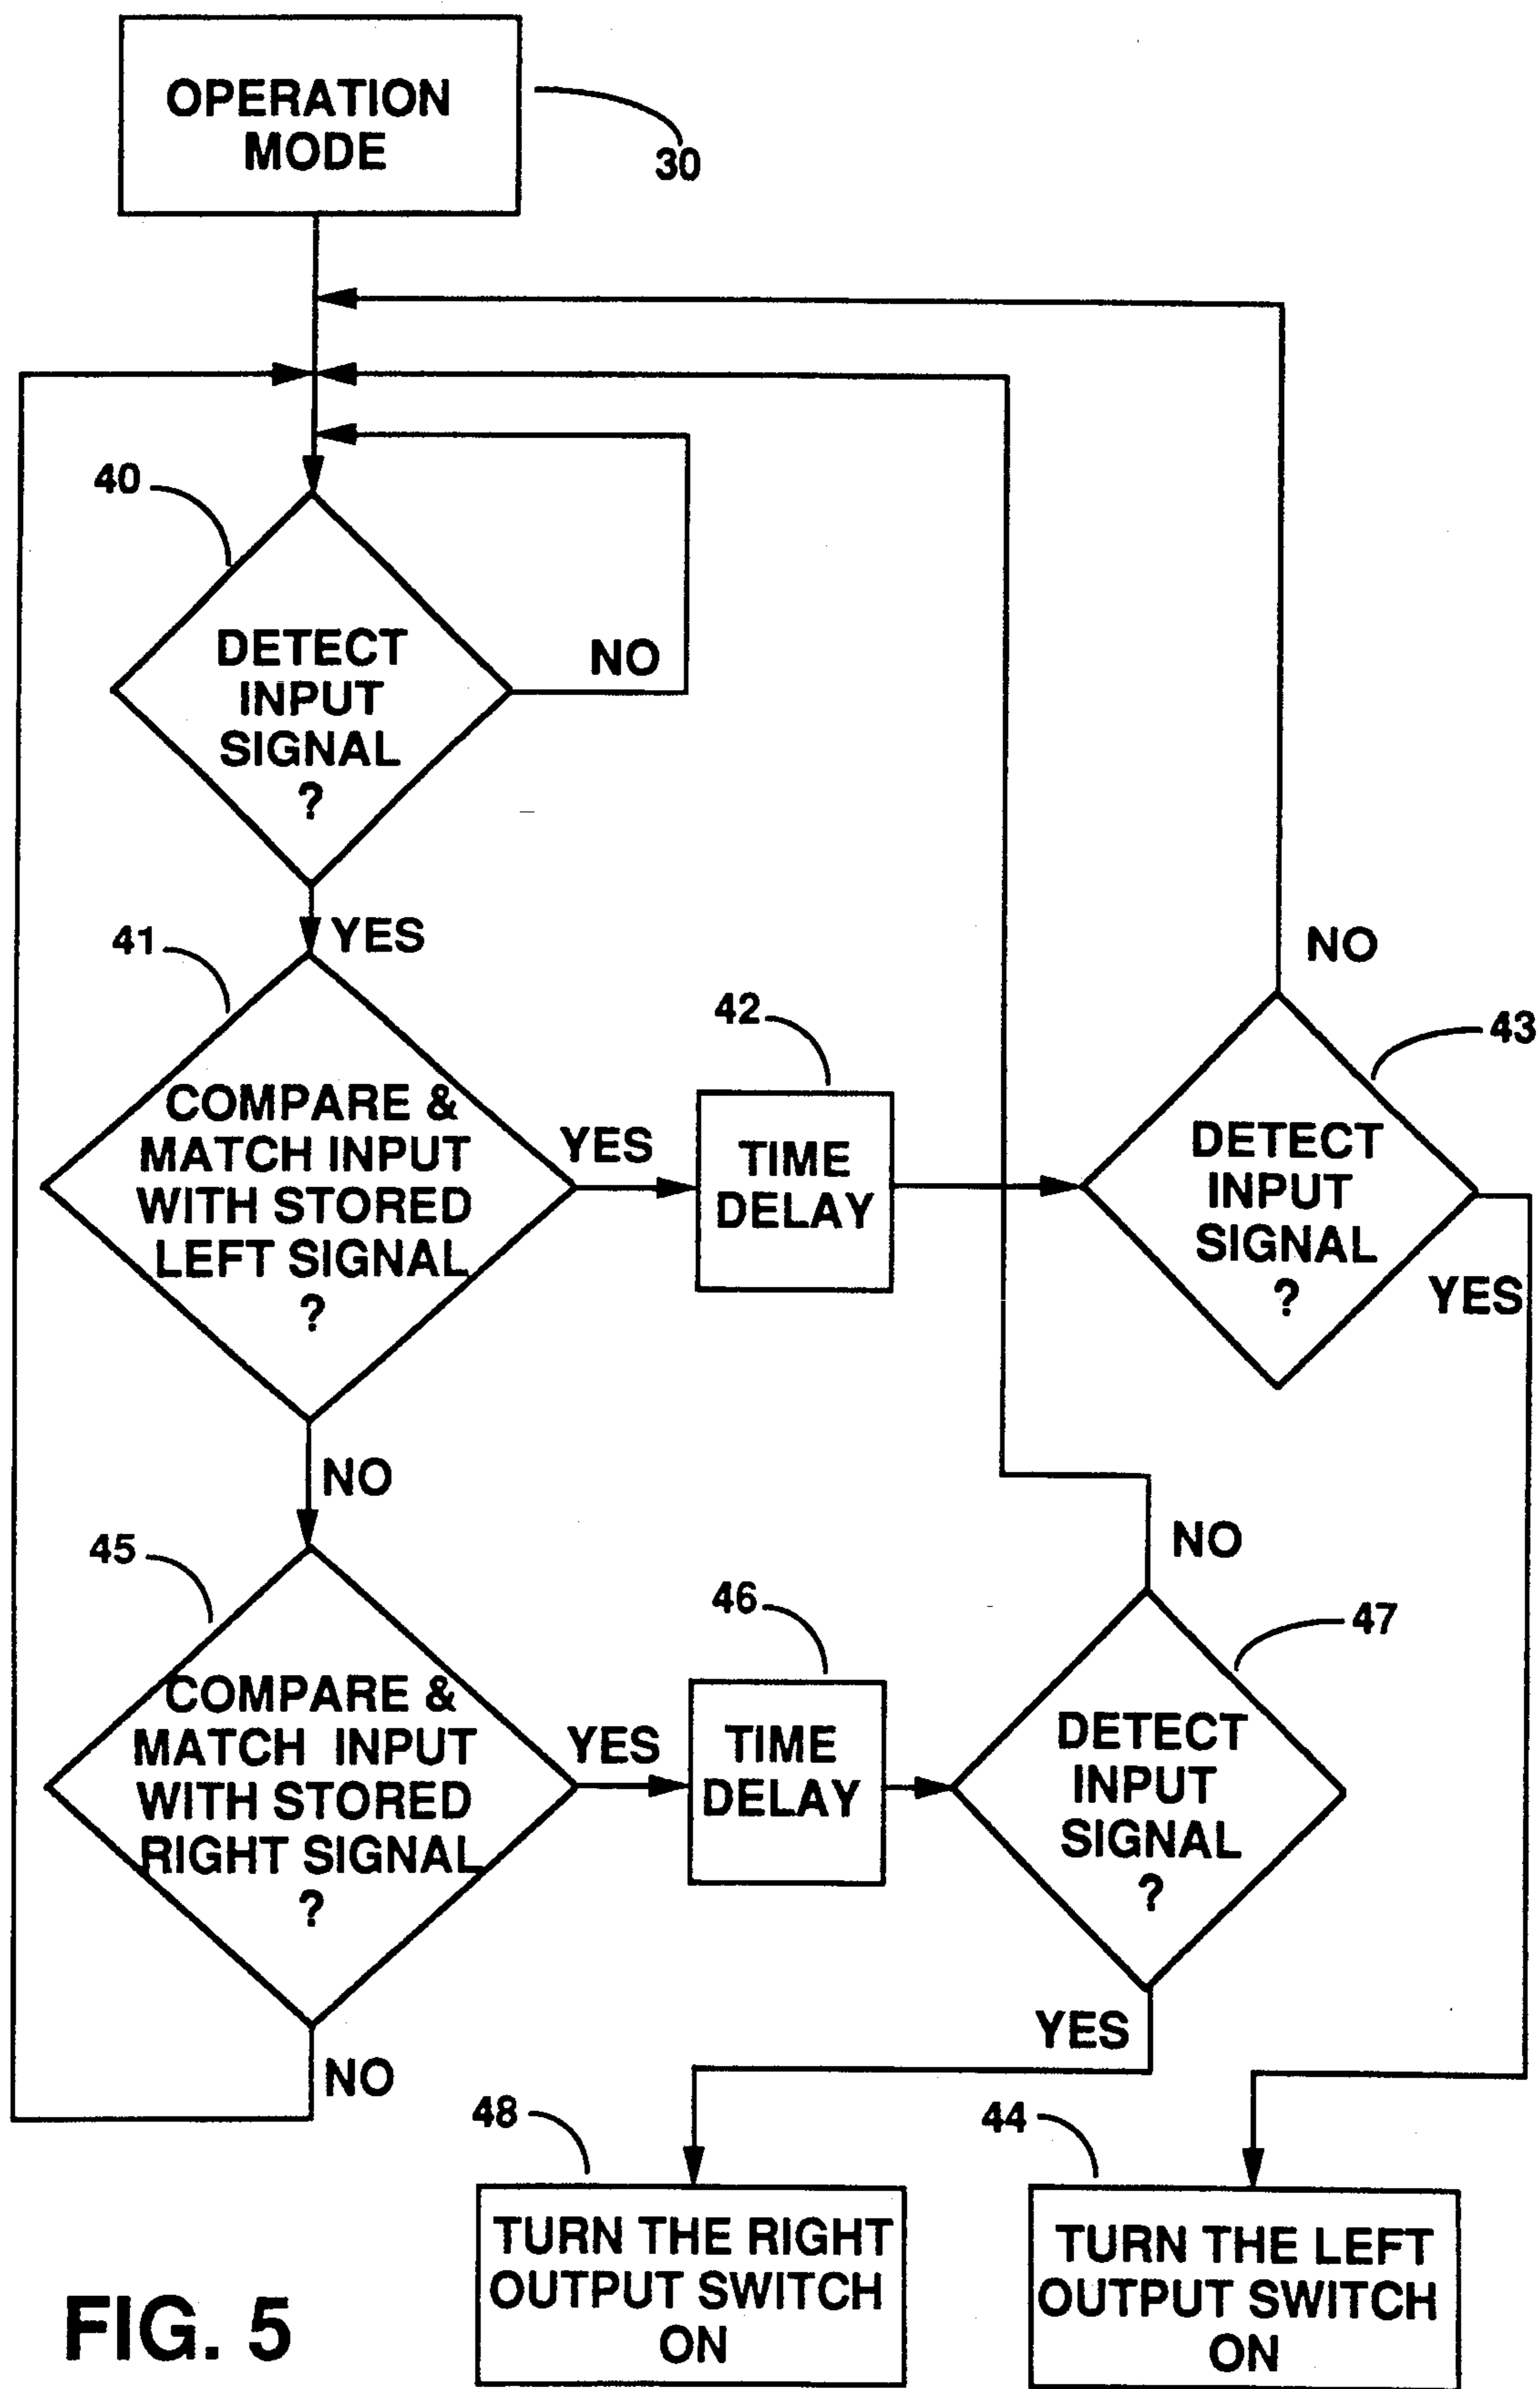 OPERATION
MODE
30
40
DETECT
INPUT
SIGNAL
?
NO
YES
41
COMPARE &
MATCH INPUT
WITH STORED
LEFT SIGNAL
?
YES
42
TIME
DELAY
NO
43
DETECT
INPUT
SIGNAL
?
YES
NO
45
COMPARE &
MATCH INPUT
WITH STORED
RIGHT SIGNAL
?
YES
46
TIME
DELAY
NO
47
DETECT
INPUT
SIGNAL
?
YES
NO
48
TURN THE RIGHT
OUTPUT SWITCH
ON
44
TURN THE LEFT
OUTPUT SWITCH
ON
FIG. 5